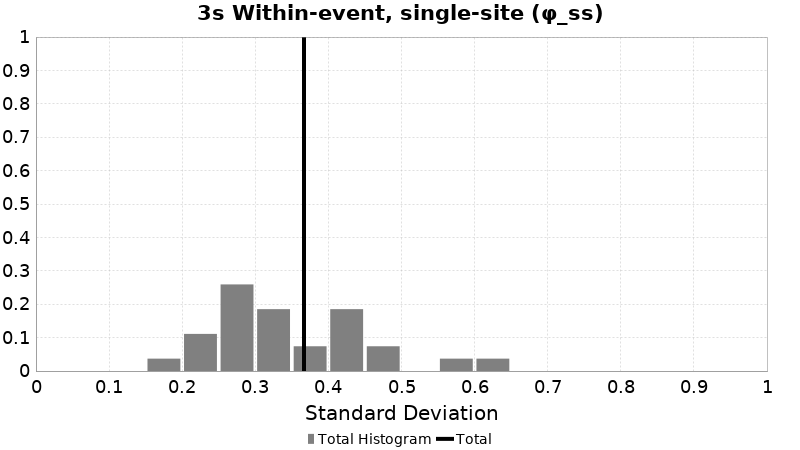 3s Within-event, single-site (φ_ss)
1
0.9
0.8
0.7
0.6
0.5
0.4
0.3
0.2
0.1
0
0 0.1 0.2 0.3 0.4 0.5 0.6 0.7 0.8 0.9 1
Standard Deviation
Total Histogram Total